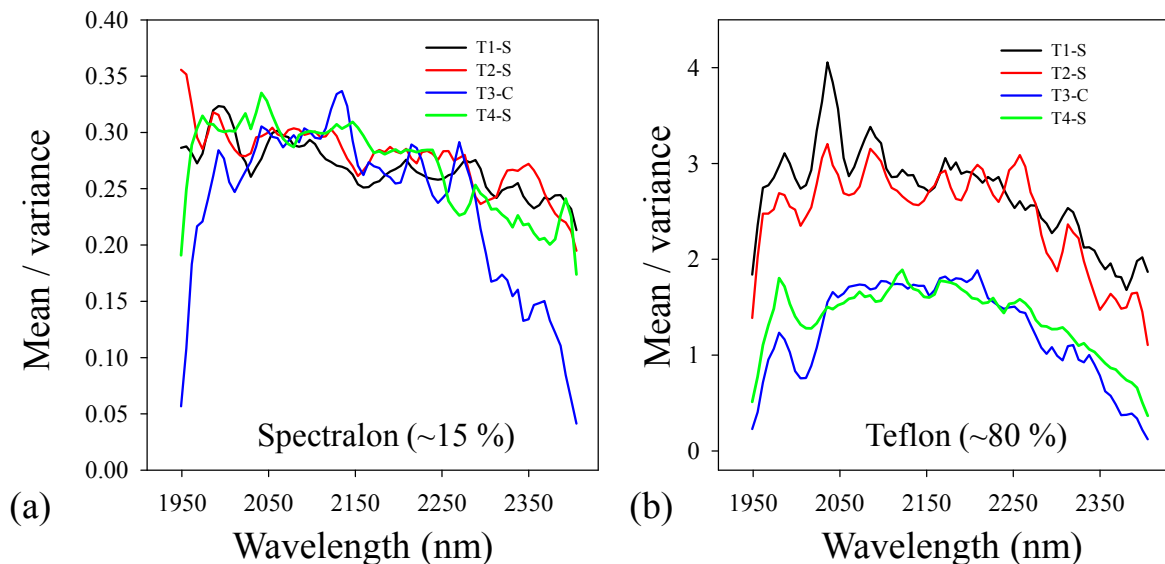 0.40
0.35
0.30
0.25
0.20
0.15
0.10
0.05
0.00
Mean / variance
T1-S
T2-S
T3-C
T4-S
Spectralon (~15 %)
1950 2050 2150 2250 2350
(a)
Wavelength (nm)
4
3
2
1
0
Mean / variance
T1-S
T2-S
T3-C
T4-S
Teflon (~80 %)
1950 2050 2150 2250 2350
(b)
Wavelength (nm)